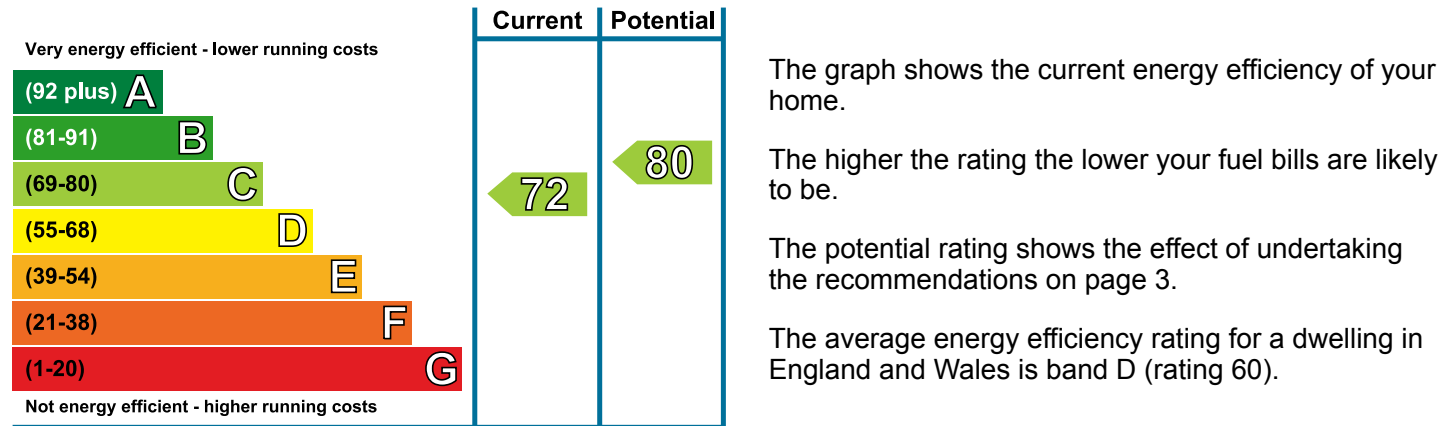 Current Potential
Very energy efficient - lower running costs
(92 plus) A
(81-91) B
(69-80) C
(55-68) D
(39-54) E
(21-38) F
(1-20) G
Not energy efficient - higher running costs
72
80
The graph shows the current energy efficiency of your
home.
The higher the rating the lower your fuel bills are likely
to be.
The potential rating shows the effect of undertaking
the recommendations on page 3.
The average energy efficiency rating for a dwelling in
England and Wales is band D (rating 60).